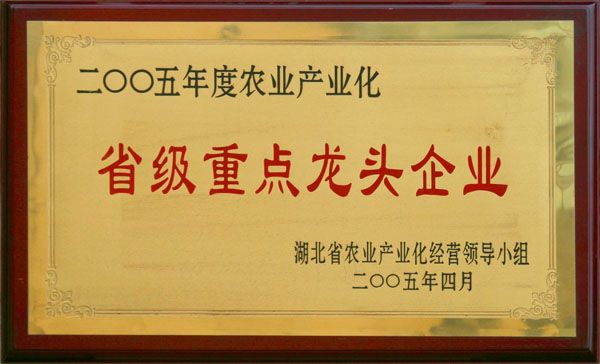 二〇〇五年度农业产业化
省级重点龙头企业
湖北省农业产业化经营领导小组
二〇〇五年四月